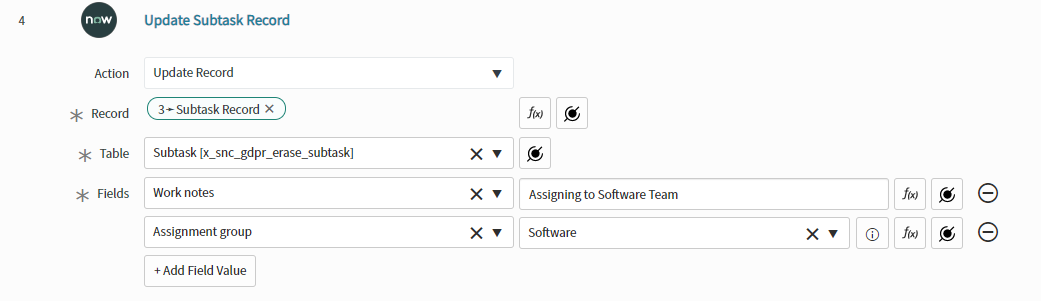 4 now Update Subtask Record
Action Update Record
Record 3➛Subtask Record
f(x)
Table Subtask [x_snc_gdpr_erase_subtask]
Fields Work notes Assigning to Software Team f(x)
Assignment group Software f(x)
+ Add Field Value